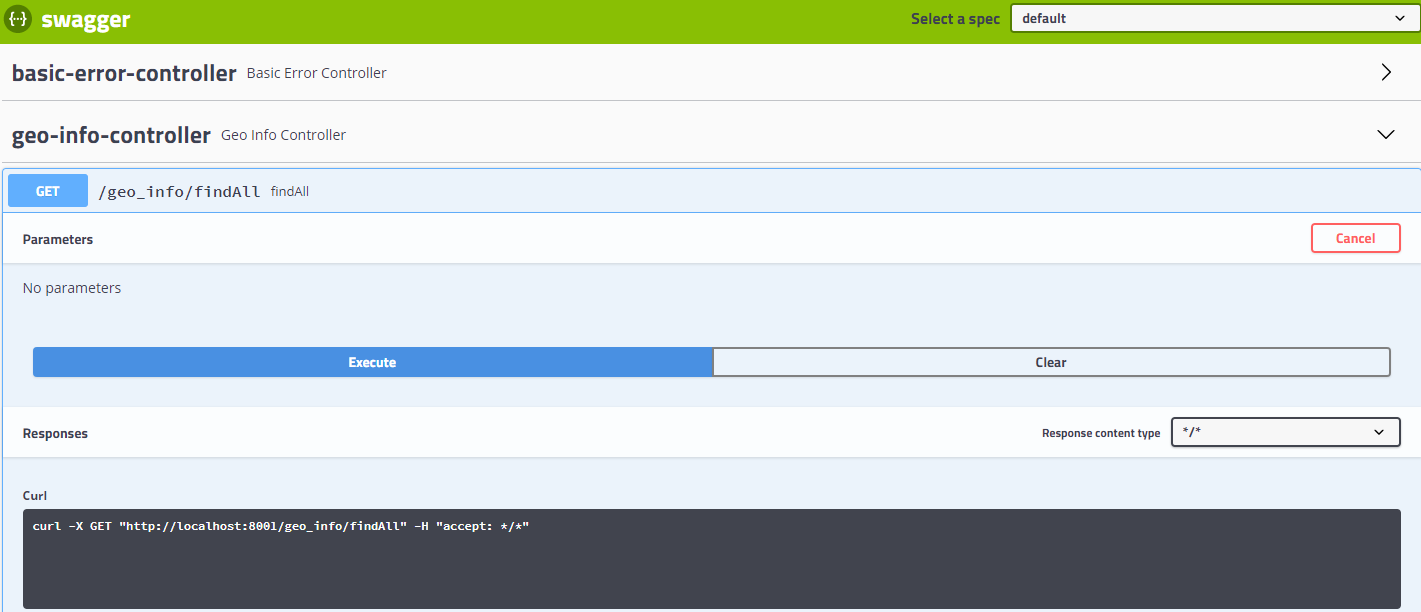 {···} swagger Select a spec default
basic-error-controller Basic Error Controller
geo-info-controller Geo Info Controller
GET /geo_info/findAll findAll
Parameters Cancel
No parameters
Execute Clear
Responses Response content type */*
Curl
curl -X GET "http://localhost:8001/geo_info/findAll" -H "accept: */*"